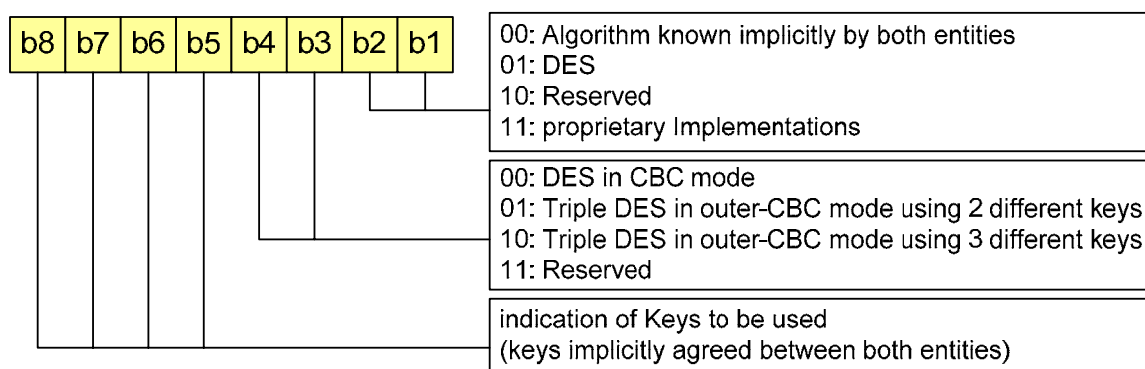 b8 b7 b6 b5 b4 b3 b2 b1
00: Algorithm known implicitly by both entities
01: DES
10: Reserved
11: proprietary Implementations
00: DES in CBC mode
01: Triple DES in outer-CBC mode using 2 different keys
10: Triple DES in outer-CBC mode using 3 different keys
11: Reserved
indication of Keys to be used
(keys implicitly agreed between both entities)